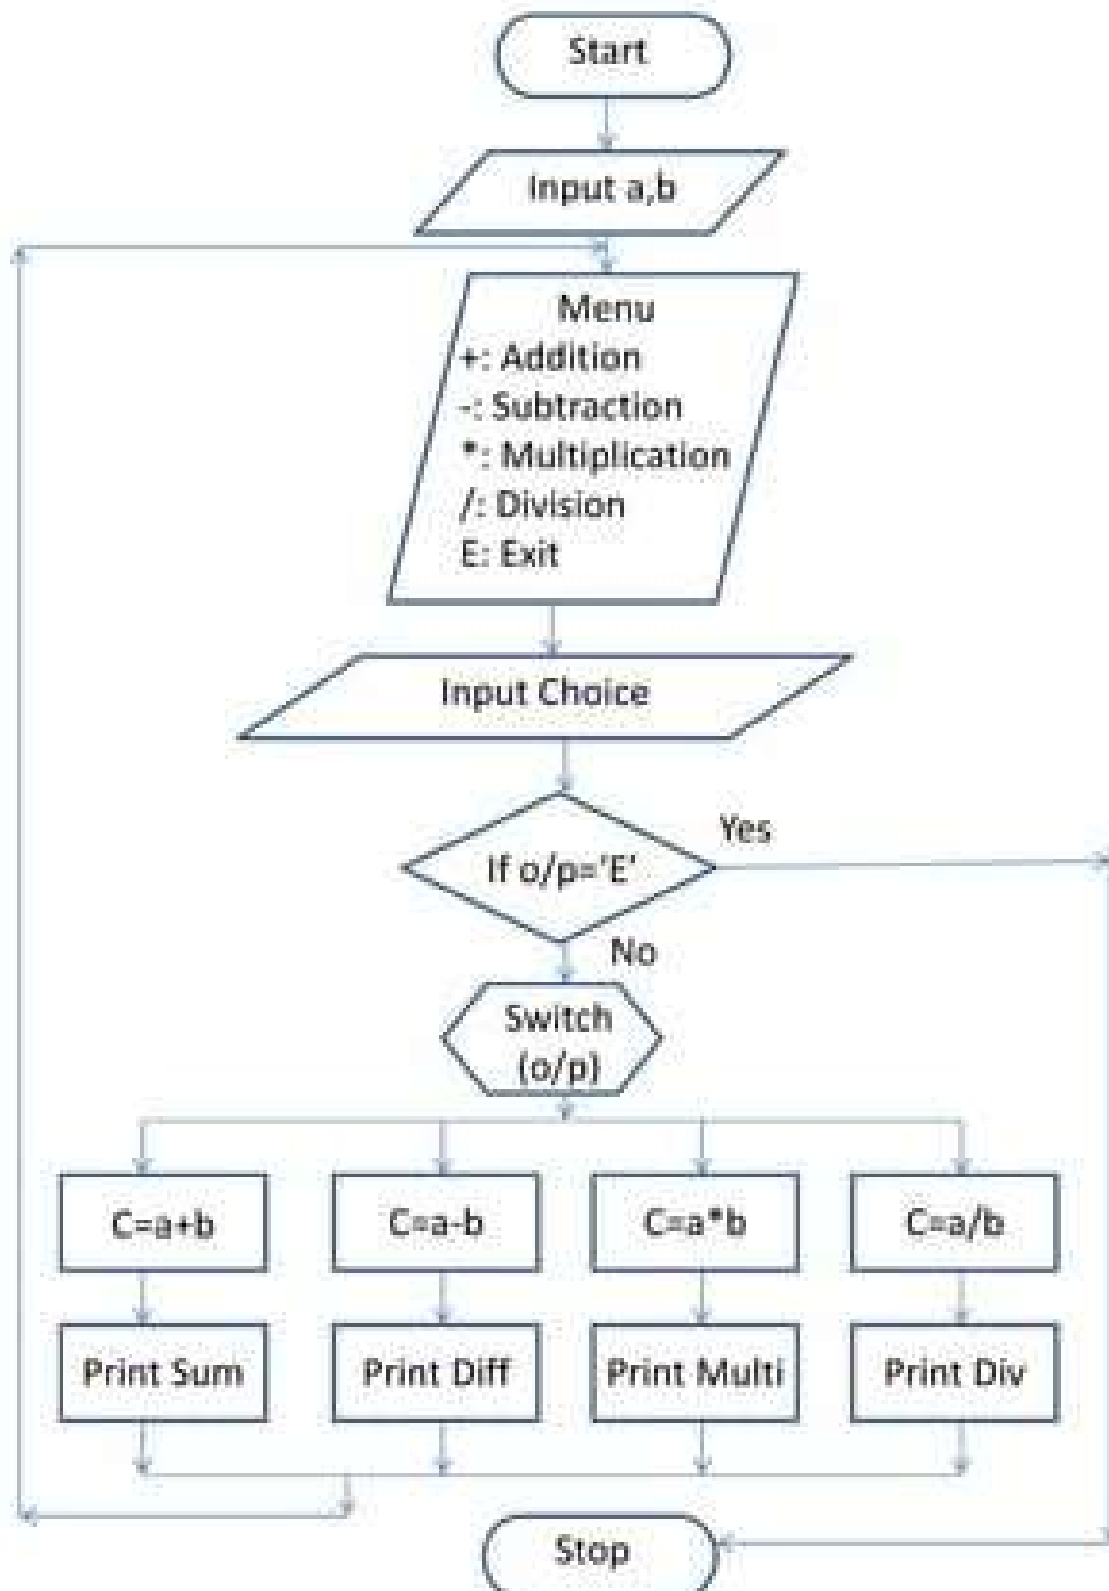 Start
Input a,b
Menu
+: Addition
-: Subtraction
*: Multiplication
/: Division
E: Exit
Input Choice
If o/p='E'
Yes
No
Switch
(o/p)
C=a+b
C=a-b
C=a*b
C=a/b
Print Sum
Print Diff
Print Multi
Print Div
Stop